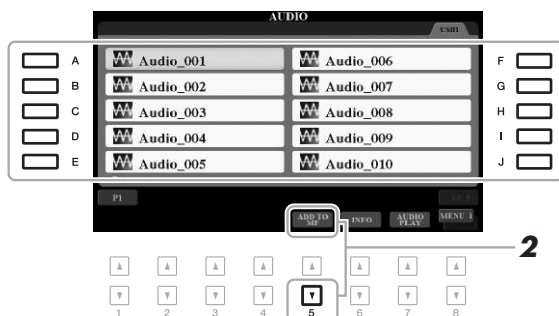 AUDIO
USB1
A Audio_001 Audio_006 F
B Audio_002 Audio_007 G
C Audio_003 Audio_008 H
D Audio_004 Audio_009 I
E Audio_005 Audio_010 J
P1
ADD TO MF INFO AUDIO PLAY MENU 1
2
1 2 3 4 5 6 7 8